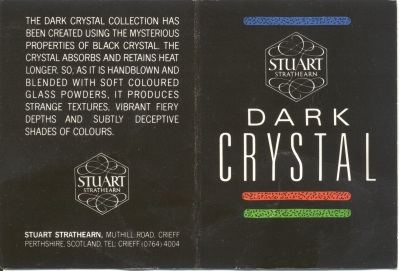 THE DARK CRYSTAL COLLECTION HAS
BEEN CREATED USING THE MYSTERIOUS
PROPERTIES OF BLACK CRYSTAL. THE
CRYSTAL ABSORBS AND RETAINS HEAT
LONGER. SO, AS IT IS HANDBLOWN AND
BLENDED WITH SOFT COLOURED
GLASS POWDERS, IT PRODUCES
STRANGE TEXTURES, VIBRANT FIERY
DEPTHS AND SUBTLY DECEPTIVE
SHADES OF COLOURS.
STUART
STRATHEARN
STUART STRATHEARN, MUTHILL ROAD, CRIEFF
PERTHSHIRE, SCOTLAND, TEL: CRIEFF (0764) 4004
STUART
STRATHEARN
DARK
CRYSTAL